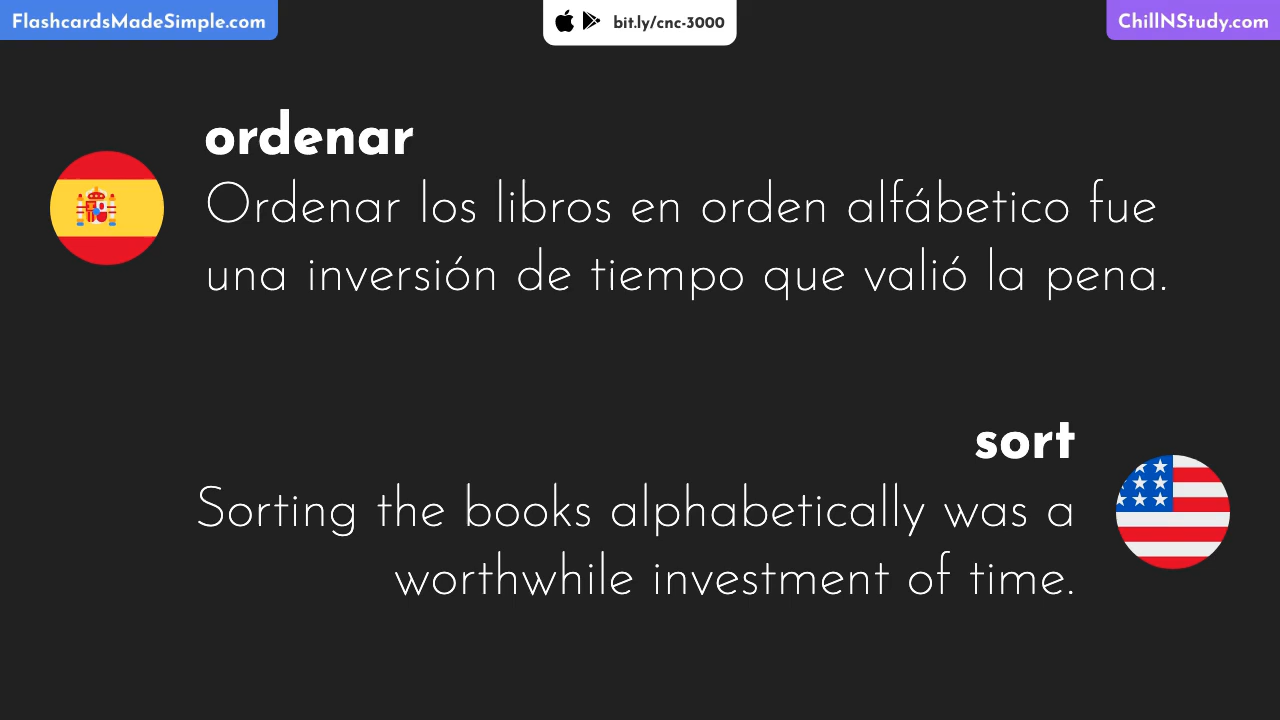 FlashcardsMadeSimple.com
bit.ly/cnc-3000
ChillNStudy.com
ordenar
Ordenar los libros en orden alfábetico fue
una inversión de tiempo que valió la pena.
sort
Sorting the books alphabetically was a
worthwhile investment of time.